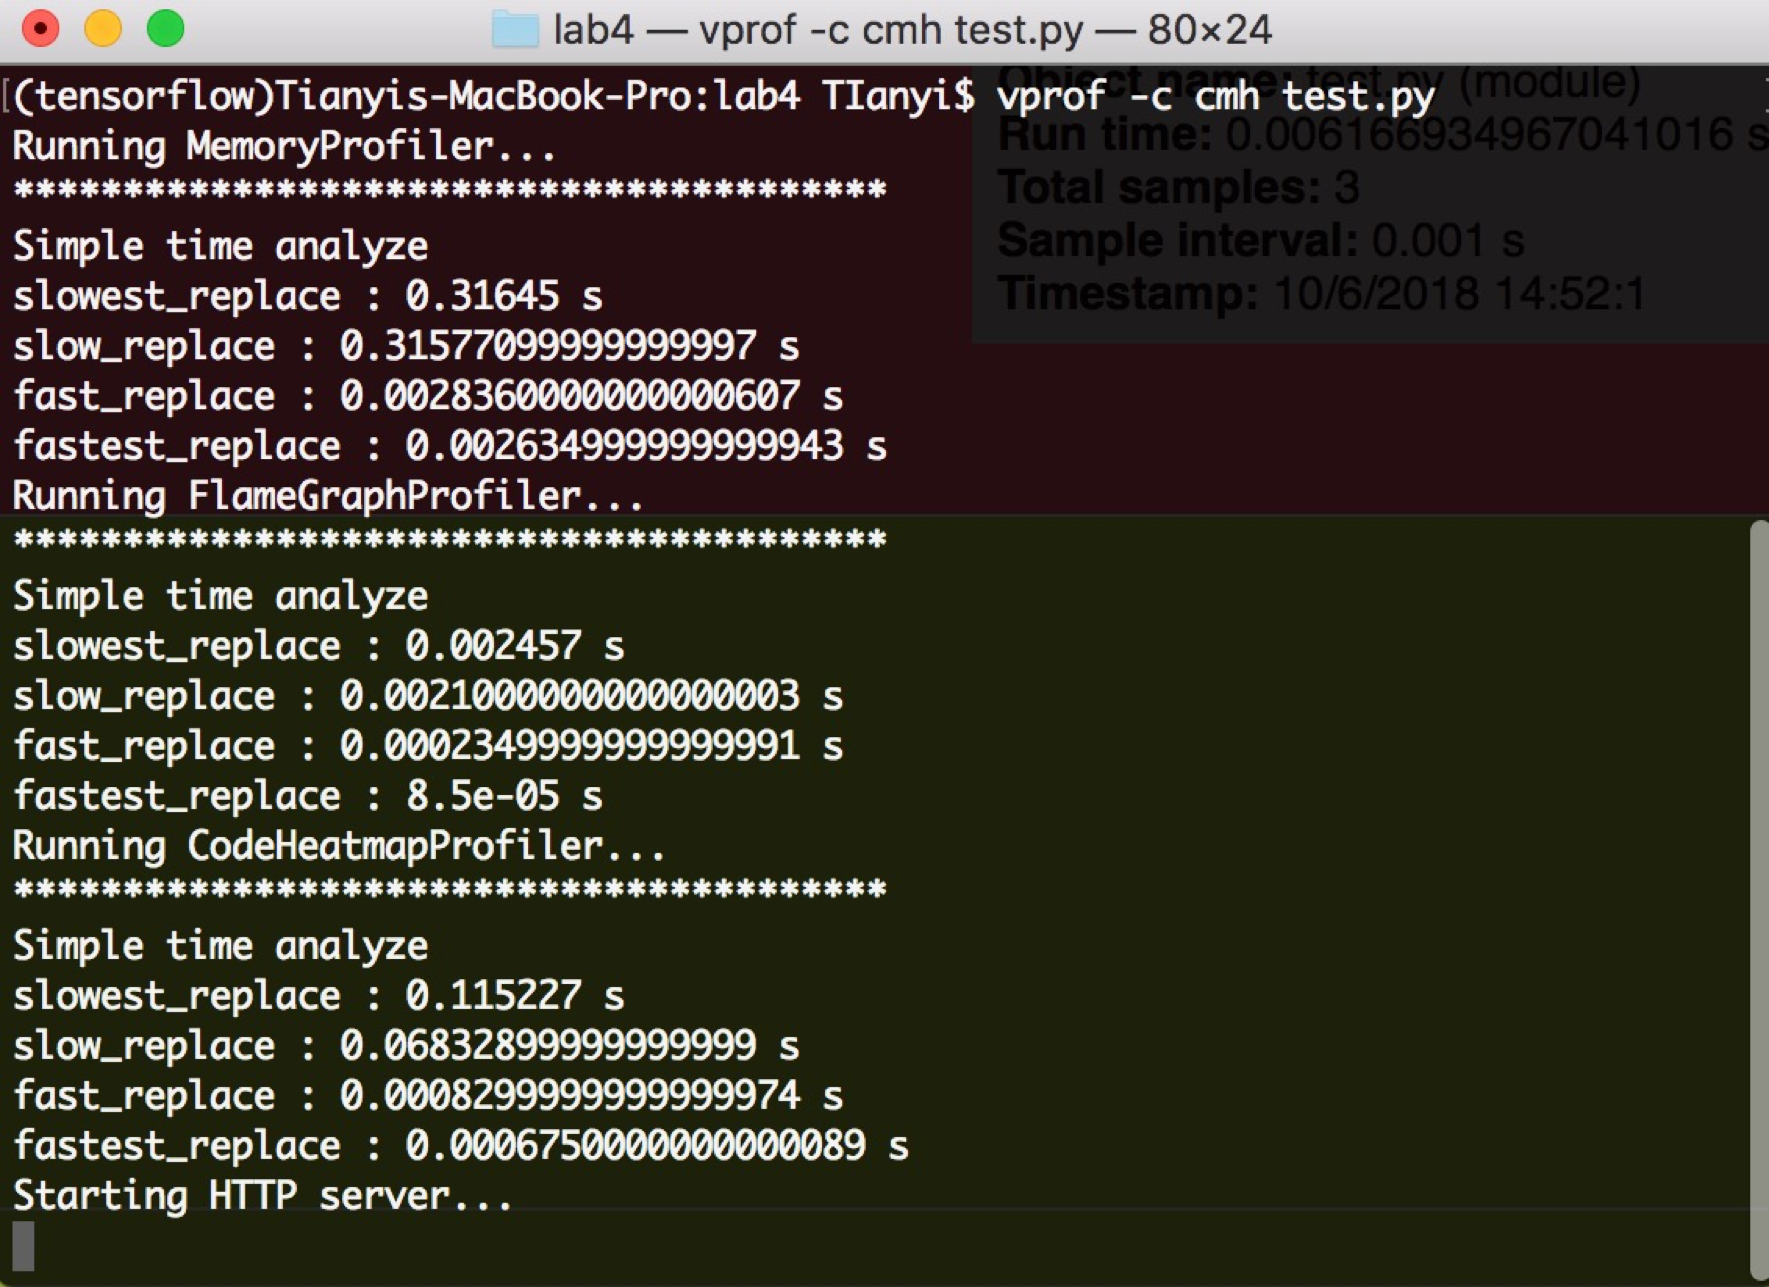 lab4 — vprof -c cmh test.py — 80×24
[(tensorflow)Tianyis-MacBook-Pro:lab4 TIanyi$ vprof -c cmh test.py ]
Running MemoryProfiler...
****************************************
Simple time analyze
slowest_replace : 0.31645 s
slow_replace : 0.31577099999999997 s
fast_replace : 0.0028360000000000607 s
fastest_replace : 0.002634999999999943 s
Running FlameGraphProfiler...
****************************************
Simple time analyze
slowest_replace : 0.002457 s
slow_replace : 0.0021000000000000003 s
fast_replace : 0.0002349999999999991 s
fastest_replace : 8.5e-05 s
Running CodeHeatmapProfiler...
****************************************
Simple time analyze
slowest_replace : 0.115227 s
slow_replace : 0.06832899999999999 s
fast_replace : 0.0008299999999999974 s
fastest_replace : 0.0006750000000000089 s
Starting HTTP server...
Object name: test.py (module)
Run time: 0.006166934967041016 s
Total samples: 3
Sample interval: 0.001 s
Timestamp: 10/6/2018 14:52:1